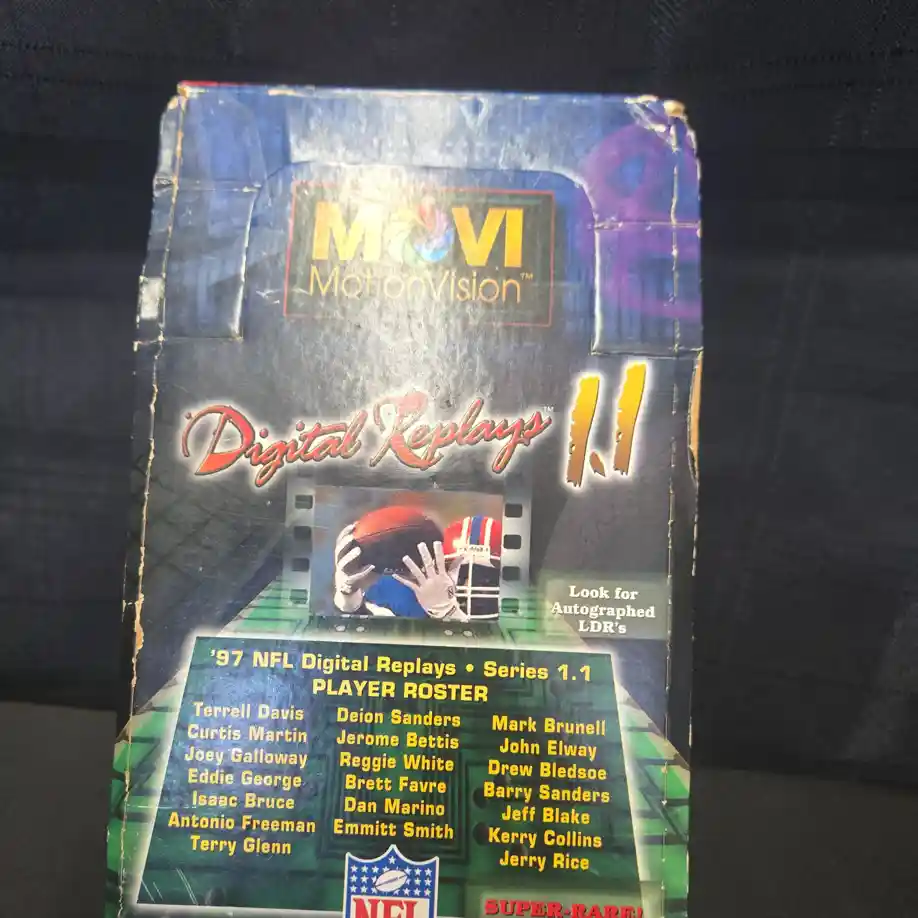 MOVI
MotionVision™
Digital Replays™ 1.1
Look for
Autographed
LDR's
'97 NFL Digital Replays • Series 1.1
PLAYER ROSTER
Terrell Davis
Curtis Martin
Joey Galloway
Eddie George
Isaac Bruce
Antonio Freeman
Terry Glenn
Deion Sanders
Jerome Bettis
Reggie White
Brett Favre
Dan Marino
Emmitt Smith
Mark Brunell
John Elway
Drew Bledsoe
Barry Sanders
Jeff Blake
Kerry Collins
Jerry Rice
NFL
SUPER-RARE!